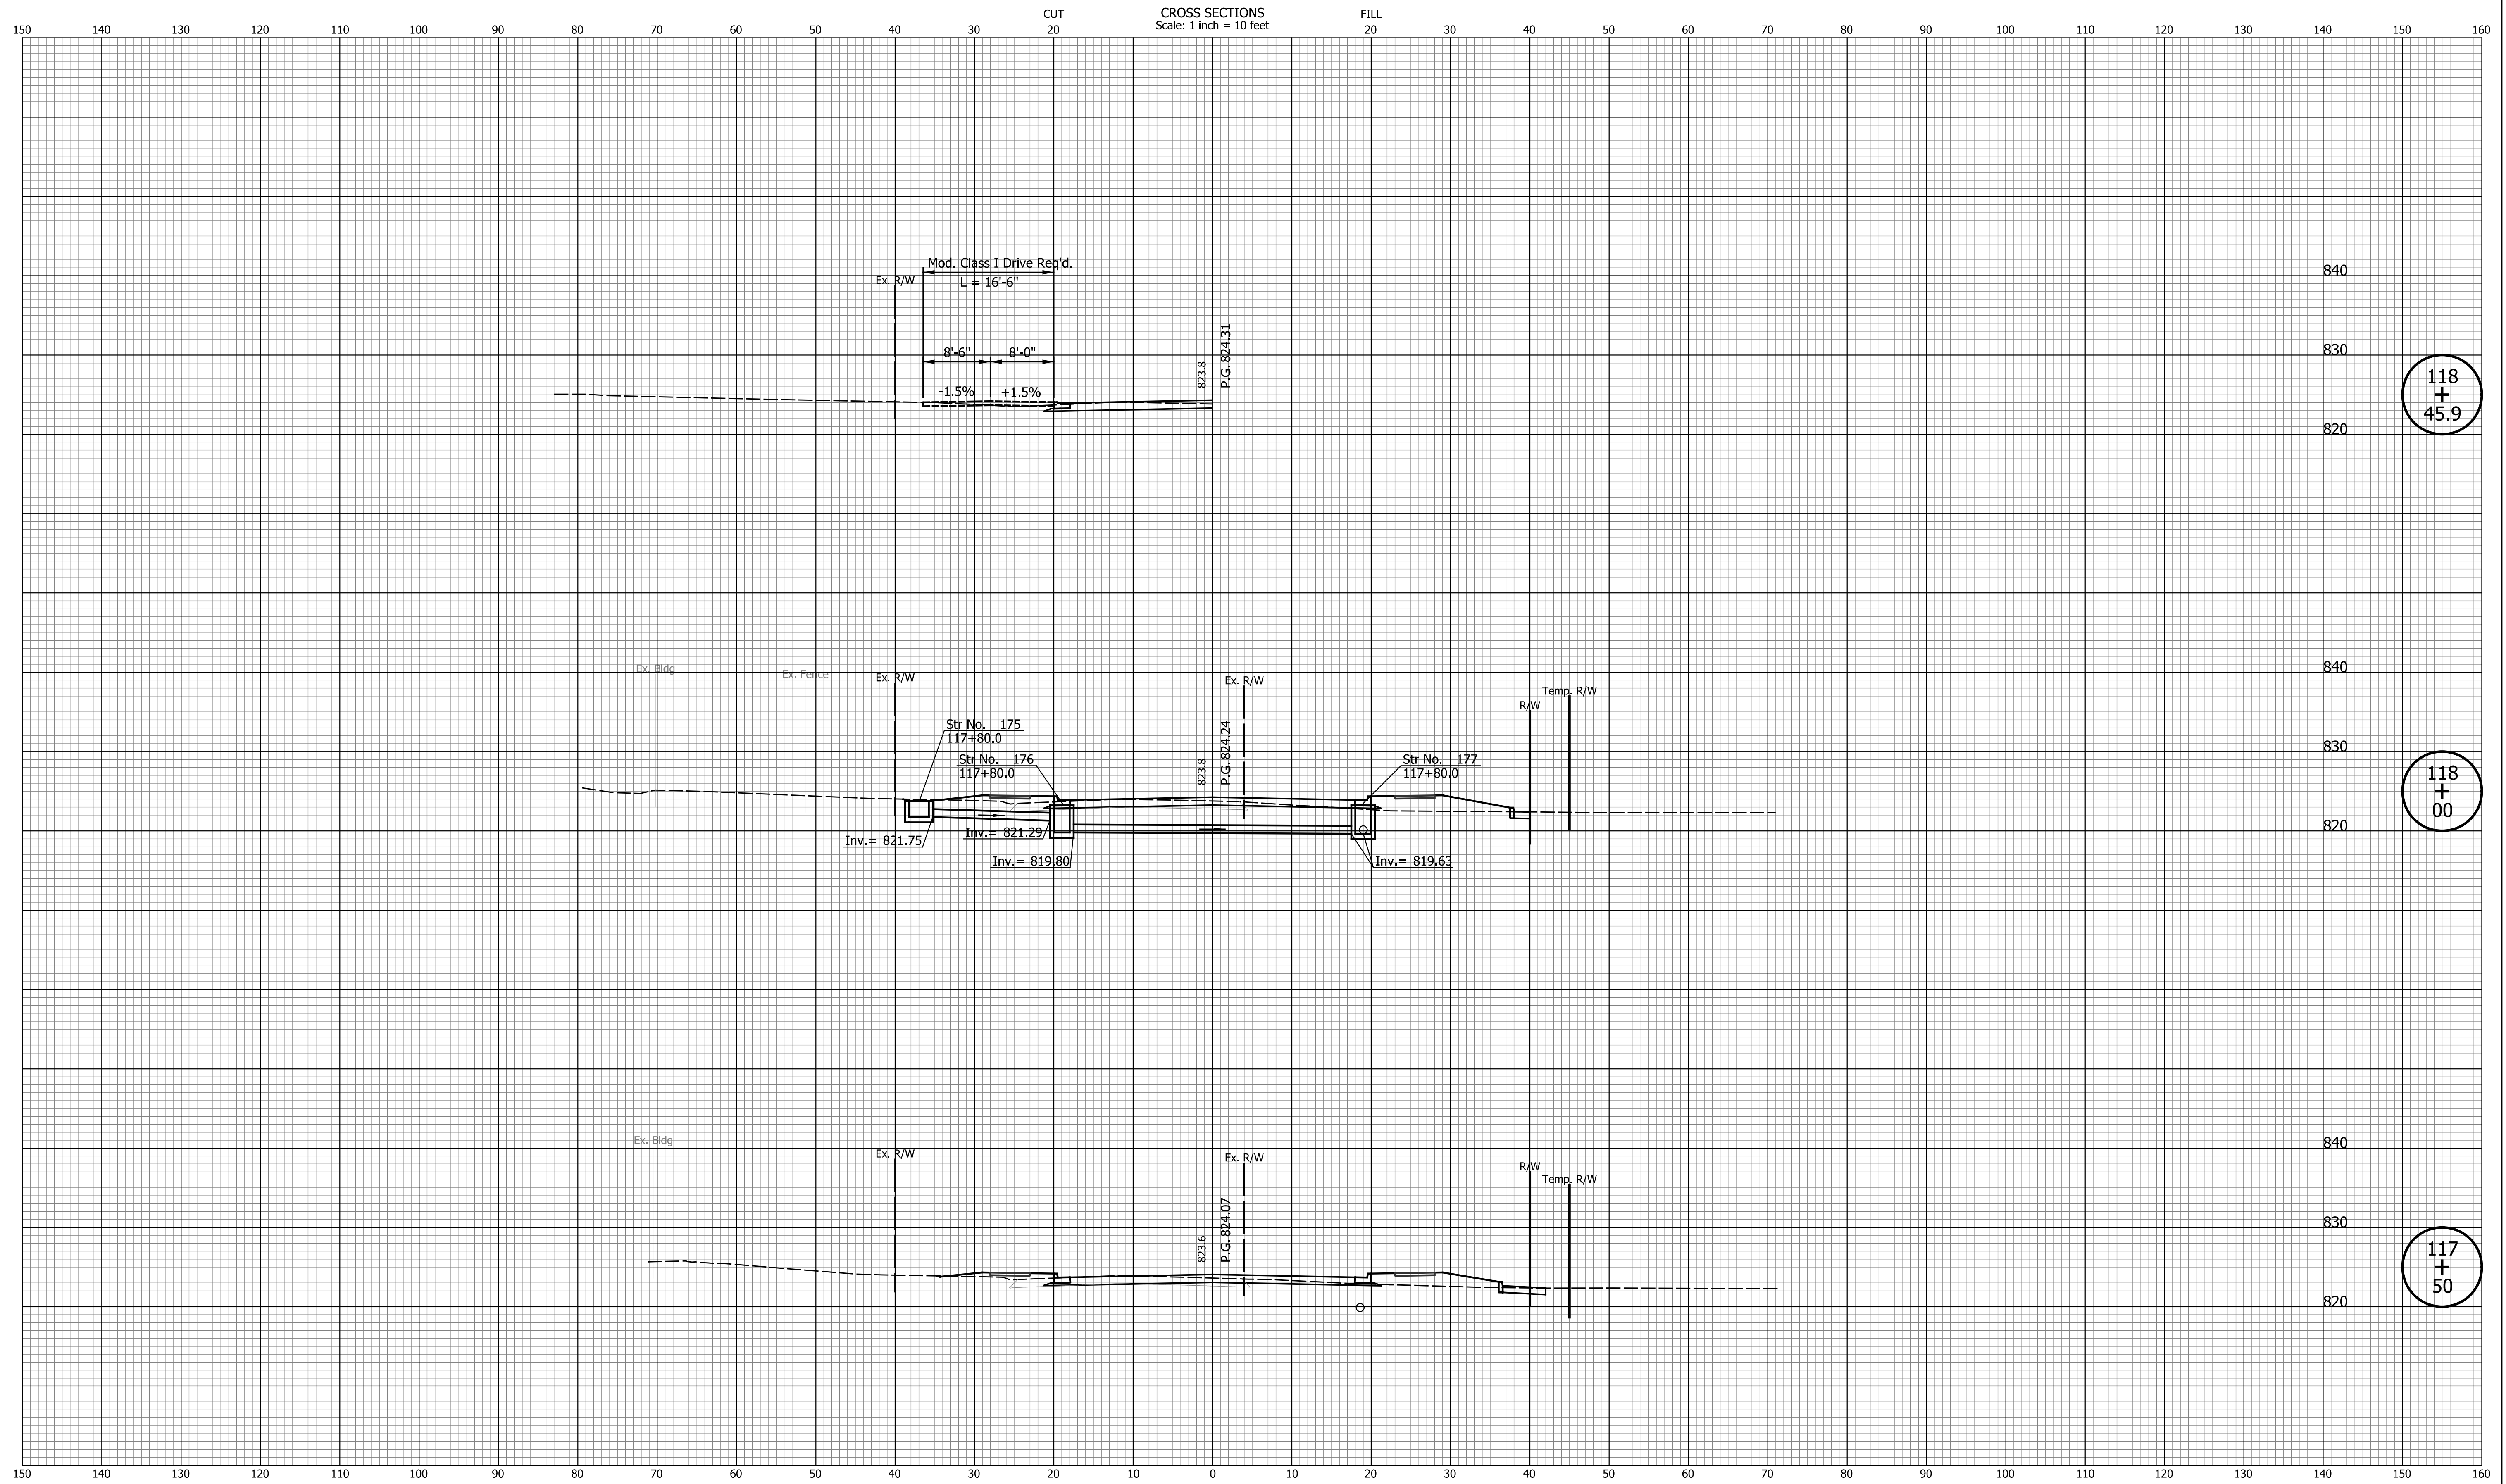 CUT CROSS SECTIONS FILL
Scale: 1 inch = 10 feet
150 140 130 120 110 100 90 80 70 60 50 40 30 20 10 0 10 20 30 40 50 60 70 80 90 100 110 120 130 140 150 160
Mod. Class I Drive Req'd.
L = 16'-6"
Ex. R/W
8'-6" 8'-0"
-1.5% +1.5%
823.8
P.G. 824.31
840
830
820
118
+
45.9
Ex. Bldg
Ex. Fence
Ex. R/W
Ex. R/W
R/W
Temp. R/W
Str No. 175
117+80.0
Str No. 176
117+80.0
823.8
P.G. 824.24
Str No. 177
117+80.0
Inv.= 821.75
Inv.= 821.29
Inv.= 819.80
Inv.= 819.63
840
830
820
118
+
00
Ex. Bldg
Ex. R/W
Ex. R/W
R/W
Temp. R/W
823.6
P.G. 824.07
840
830
820
117
+
50
150 140 130 120 110 100 90 80 70 60 50 40 30 20 10 0 10 20 30 40 50 60 70 80 90 100 110 120 130 140 150 160